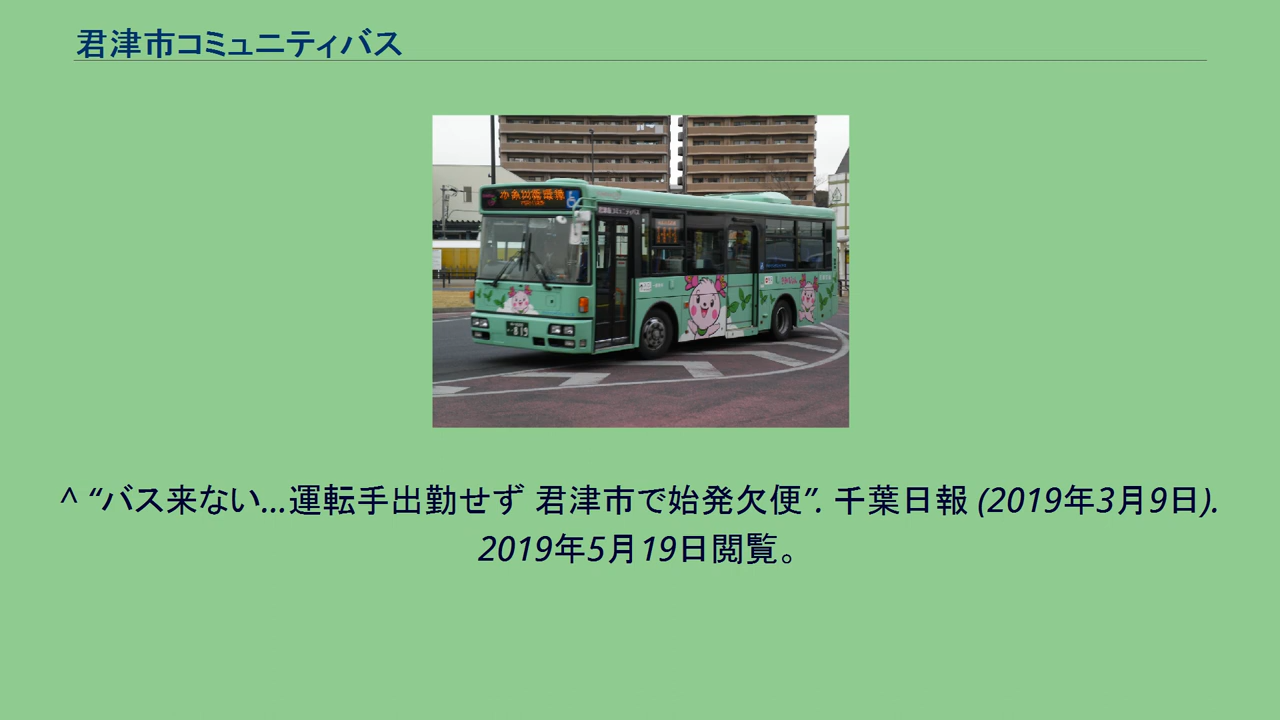 君津市コミュニティバス
819
^ “バス来ない…運転手出勤せず 君津市で始発欠便”. 千葉日報 (2019年3月9日).
2019年5月19日閲覧。